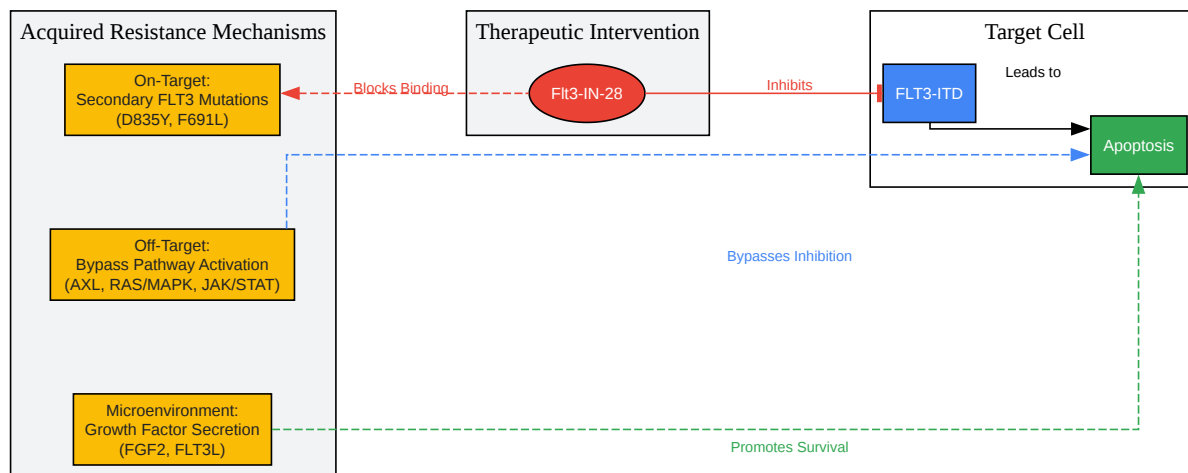 Acquired Resistance Mechanisms
On-Target:
Secondary FLT3 Mutations
(D835Y, F691L)
Off-Target:
Bypass Pathway Activation
(AXL, RAS/MAPK, JAK/STAT)
Microenvironment:
Growth Factor Secretion
(FGF2, FLT3L)
Blocks Binding
Therapeutic Intervention
Flt3-IN-28
Inhibits
Target Cell
FLT3-ITD
Leads to
Apoptosis
Bypasses Inhibition
Promotes Survival